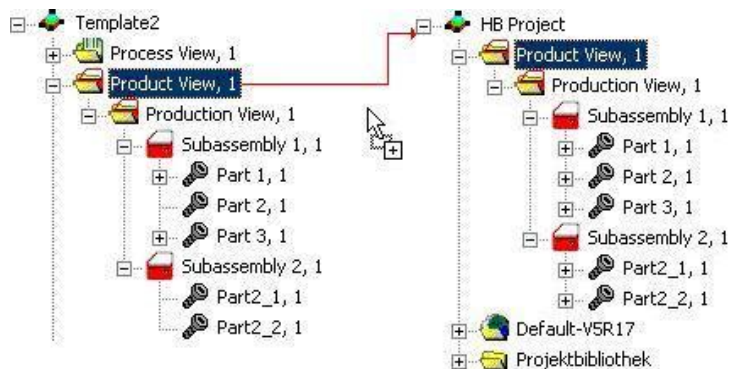 Template2
Process View, 1
Product View, 1
Production View, 1
Subassembly 1, 1
Part 1, 1
Part 2, 1
Part 3, 1
Subassembly 2, 1
Part2_1, 1
Part2_2, 1
HB Project
Product View, 1
Production View, 1
Subassembly 1, 1
Part 1, 1
Part 2, 1
Part 3, 1
Subassembly 2, 1
Part2_1, 1
Part2_2, 1
Default-V5R17
Projektbibliothek